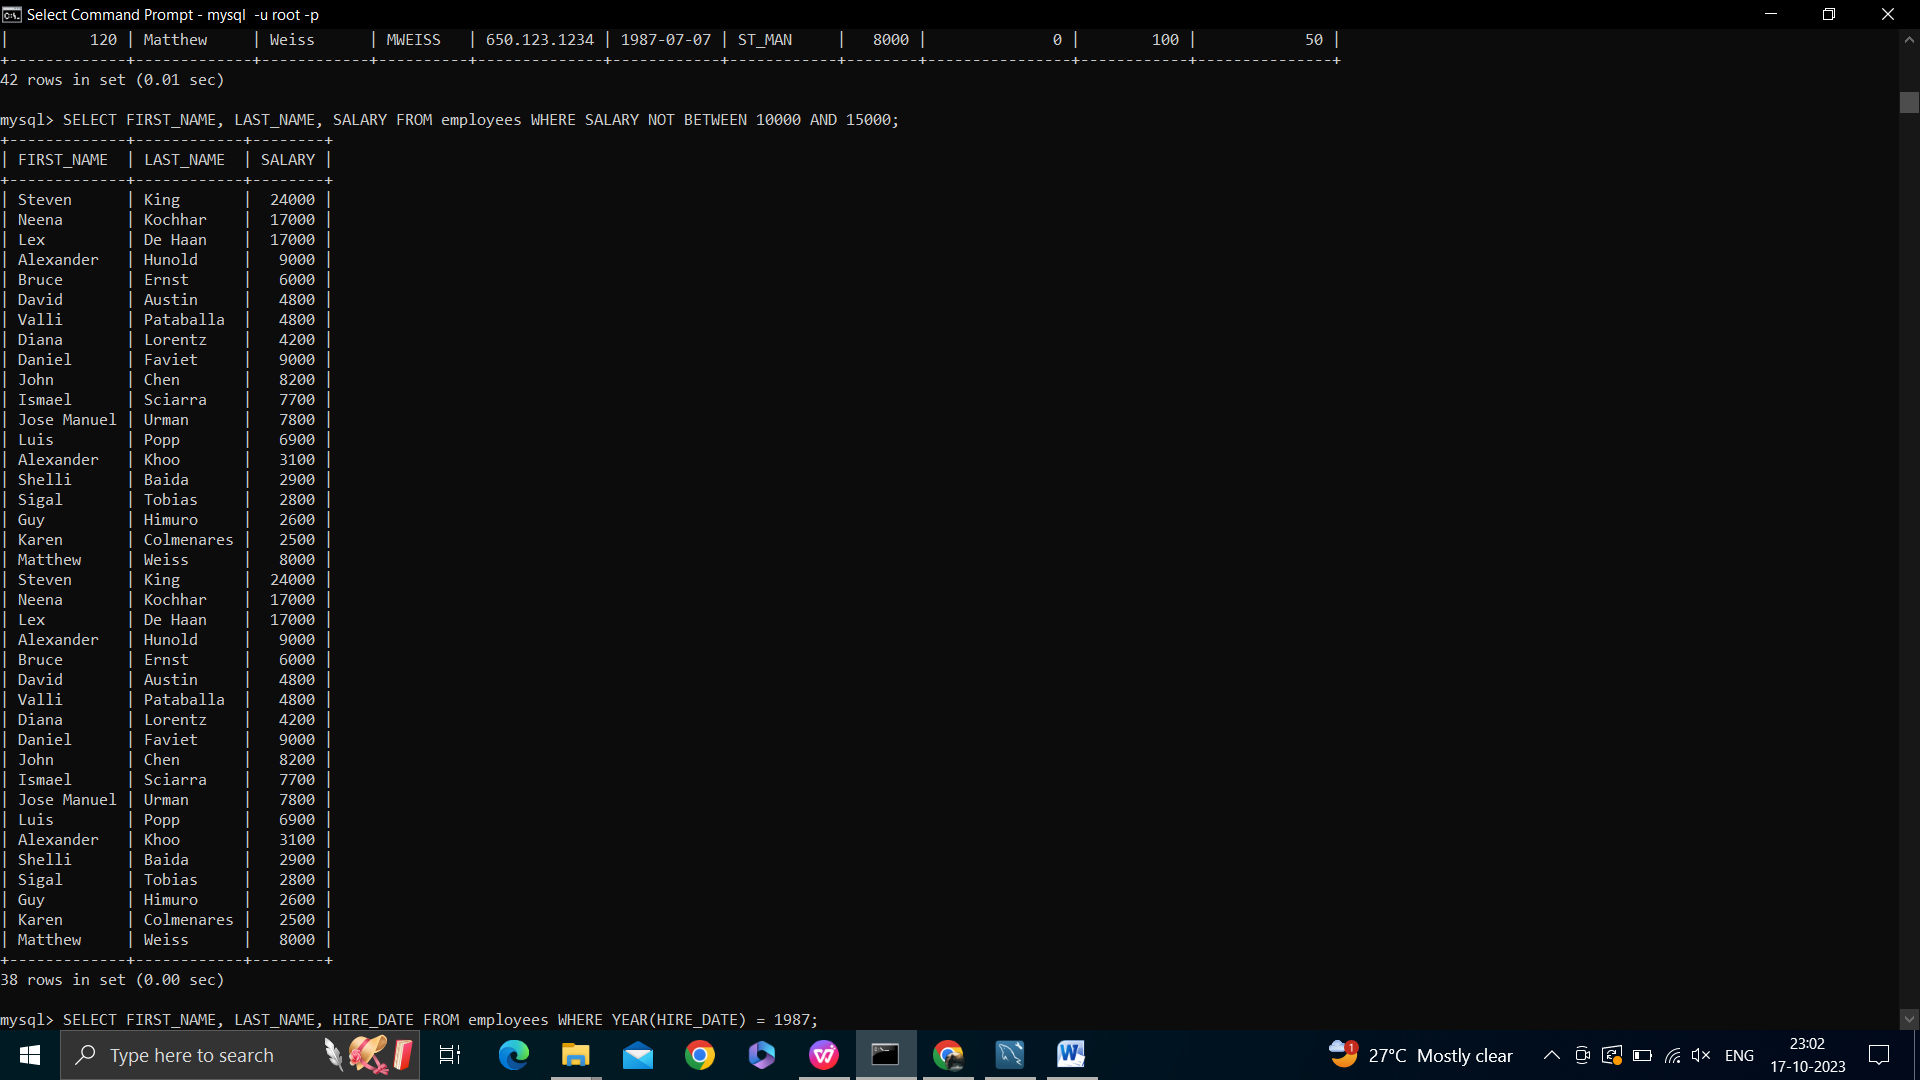 Select Command Prompt - mysql  -u root -p
|         120 | Matthew     | Weiss      | MWEISS   | 650.123.1234 | 1987-07-07 | ST_MAN     |   8000 |              0 |        100 |            50 |
+-------------+-------------+------------+----------+--------------+------------+------------+--------+----------------+------------+---------------+
42 rows in set (0.01 sec)
mysql> SELECT FIRST_NAME, LAST_NAME, SALARY FROM employees WHERE SALARY NOT BETWEEN 10000 AND 15000;
+-------------+------------+--------+
| FIRST_NAME  | LAST_NAME  | SALARY |
+-------------+------------+--------+
| Steven      | King       |  24000 |
| Neena       | Kochhar    |  17000 |
| Lex         | De Haan    |  17000 |
| Alexander   | Hunold     |   9000 |
| Bruce       | Ernst      |   6000 |
| David       | Austin     |   4800 |
| Valli       | Pataballa  |   4800 |
| Diana       | Lorentz    |   4200 |
| Daniel      | Faviet     |   9000 |
| John        | Chen       |   8200 |
| Ismael      | Sciarra    |   7700 |
| Jose Manuel | Urman      |   7800 |
| Luis        | Popp       |   6900 |
| Alexander   | Khoo       |   3100 |
| Shelli      | Baida      |   2900 |
| Sigal       | Tobias     |   2800 |
| Guy         | Himuro     |   2600 |
| Karen       | Colmenares |   2500 |
| Matthew     | Weiss      |   8000 |
| Steven      | King       |  24000 |
| Neena       | Kochhar    |  17000 |
| Lex         | De Haan    |  17000 |
| Alexander   | Hunold     |   9000 |
| Bruce       | Ernst      |   6000 |
| David       | Austin     |   4800 |
| Valli       | Pataballa  |   4800 |
| Diana       | Lorentz    |   4200 |
| Daniel      | Faviet     |   9000 |
| John        | Chen       |   8200 |
| Ismael      | Sciarra    |   7700 |
| Jose Manuel | Urman      |   7800 |
| Luis        | Popp       |   6900 |
| Alexander   | Khoo       |   3100 |
| Shelli      | Baida      |   2900 |
| Sigal       | Tobias     |   2800 |
| Guy         | Himuro     |   2600 |
| Karen       | Colmenares |   2500 |
| Matthew     | Weiss      |   8000 |
+-------------+------------+--------+
38 rows in set (0.00 sec)
mysql> SELECT FIRST_NAME, LAST_NAME, HIRE_DATE FROM employees WHERE YEAR(HIRE_DATE) = 1987;
Type here to search
1
27°C Mostly clear
ENG
23:02
17-10-2023